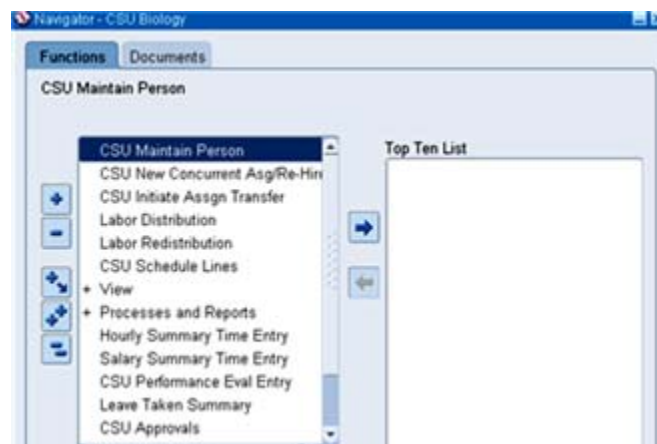 Navigator - CSU Biology
Functions Documents
CSU Maintain Person
CSU Maintain Person
CSU New Concurrent Asg/Re-Hire
CSU Initiate Assgn Transfer
Labor Distribution
Labor Redistribution
CSU Schedule Lines
+ View
+ Processes and Reports
Hourly Summary Time Entry
Salary Summary Time Entry
CSU Performance Eval Entry
Leave Taken Summary
CSU Approvals
Top Ten List